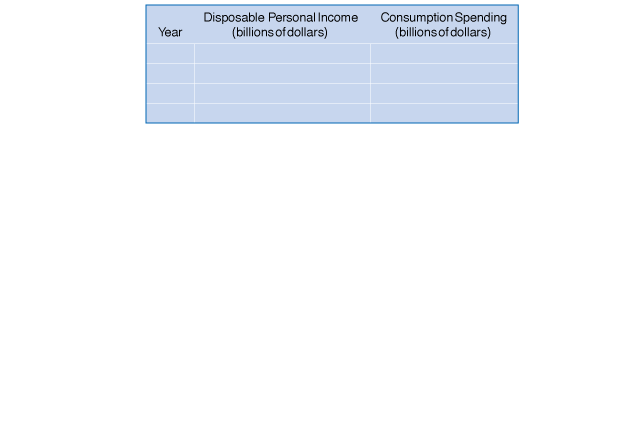 Disposable Personal Income Consumption Spending
Year (billions of dollars) (billions of dollars)